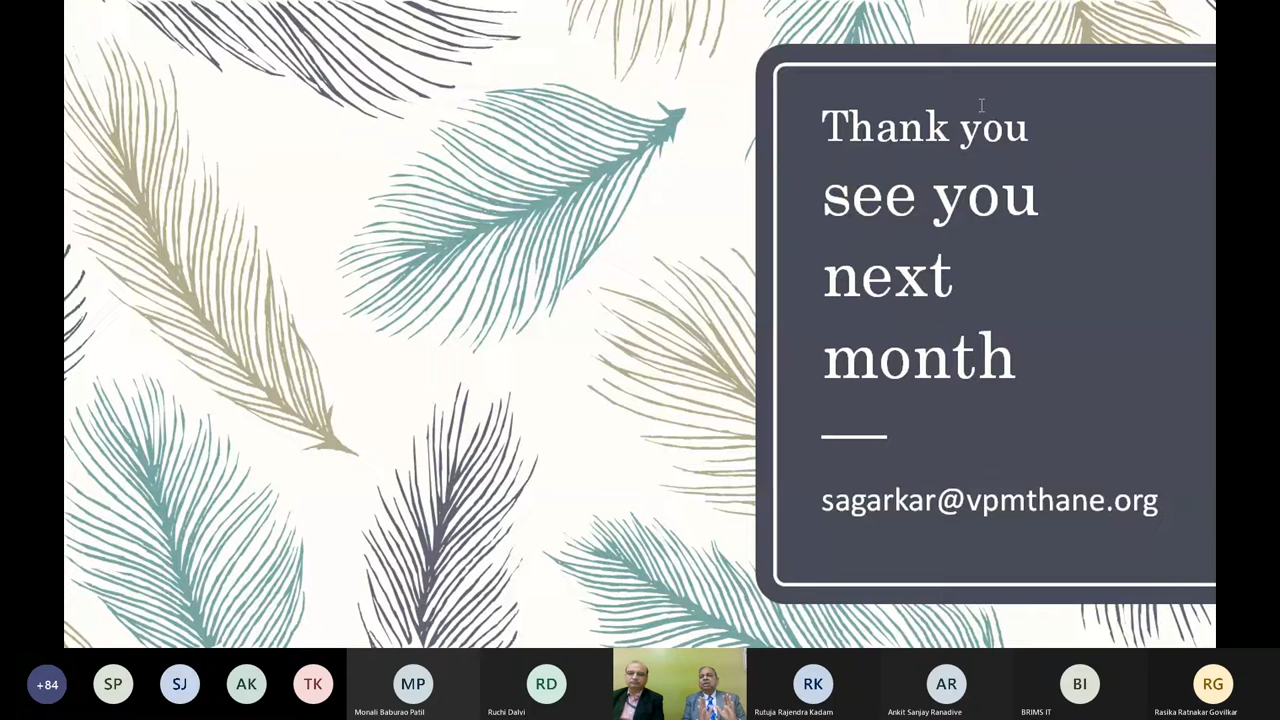 Thank you
see you
next
month
sagarkar@vpmthane.org
+84
SP
SJ
AK
TK
MP
Monali Baburao Patil
RD
Ruchi Dalvi
RK
Rutuja Rajendra Kadam
AR
Ankit Sanjay Ranadive
BI
BRIMS IT
RG
Rasika Ratnakar Govilkar